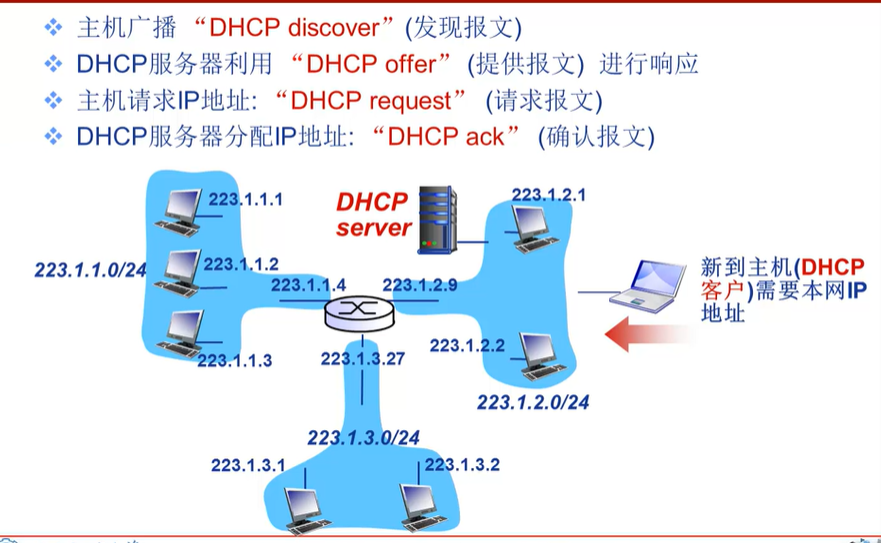 主机广播 “DHCP discover” (发现报文)
DHCP服务器利用 “DHCP offer” (提供报文) 进行响应
主机请求IP地址: “DHCP request” (请求报文)
DHCP服务器分配IP地址: “DHCP ack” (确认报文)
223.1.1.1
DHCP
server
223.1.2.1
223.1.1.0/24
223.1.1.2
223.1.1.4
223.1.2.9
新到主机(DHCP
客户)需要本网IP
地址
223.1.1.3
223.1.3.27
223.1.2.2
223.1.2.0/24
223.1.3.0/24
223.1.3.1
223.1.3.2